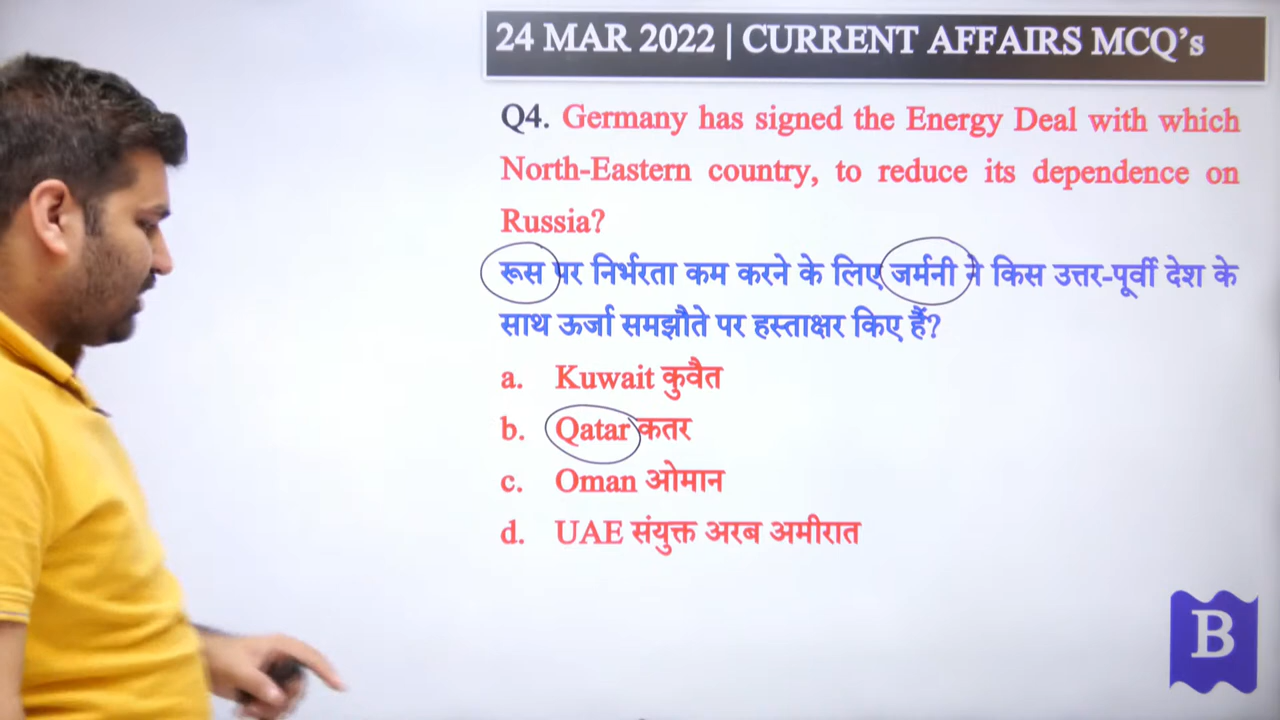 24 MAR 2022 | CURRENT AFFAIRS MCQ’s
Q4. Germany has signed the Energy Deal with which
North-Eastern country, to reduce its dependence on
Russia?
रूस पर निर्भरता कम करने के लिए जर्मनी ने किस उत्तर-पूर्वी देश के
साथ ऊर्जा समझौते पर हस्ताक्षर किए हैं?
a. Kuwait कुवैत
b. Qatar कतर
c. Oman ओमान
d. UAE संयुक्त अरब अमीरात
B